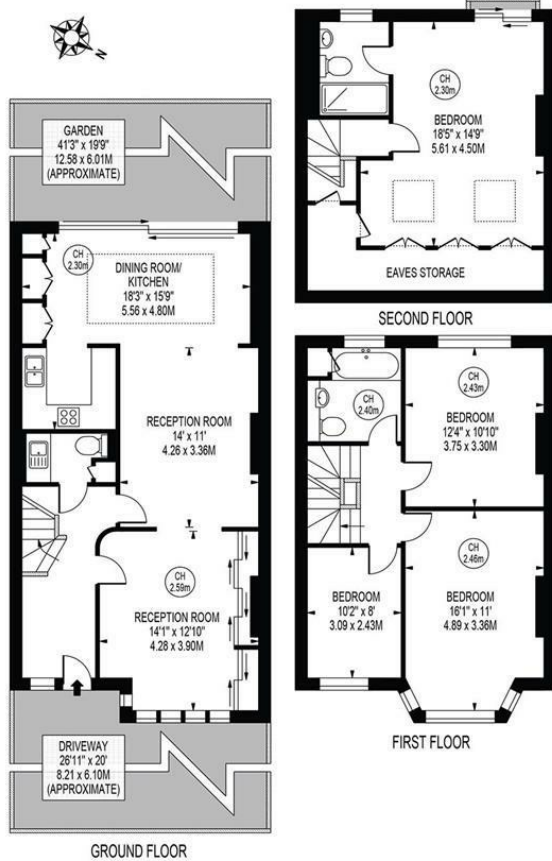 N
GARDEN
41'3" x 19'9"
12.58 x 6.01M
(APPROXIMATE)
CH
2.30m
DINING ROOM/
KITCHEN
18'3" x 15'9"
5.56 x 4.80M
RECEPTION ROOM
14' x 11'
4.26 x 3.36M
CH
2.59m
RECEPTION ROOM
14'1" x 12'10"
4.28 x 3.90M
DRIVEWAY
26'11" x 20'
8.21 x 6.10M
(APPROXIMATE)
GROUND FLOOR
CH
2.30m
BEDROOM
18'5" x 14'9"
5.61 x 4.50M
EAVES STORAGE
SECOND FLOOR
CH
2.40m
CH
2.43m
BEDROOM
12'4" x 10'10"
3.75 x 3.30M
BEDROOM
10'2" x 8'
3.09 x 2.43M
CH
2.46m
BEDROOM
16'1" x 11'
4.89 x 3.36M
FIRST FLOOR